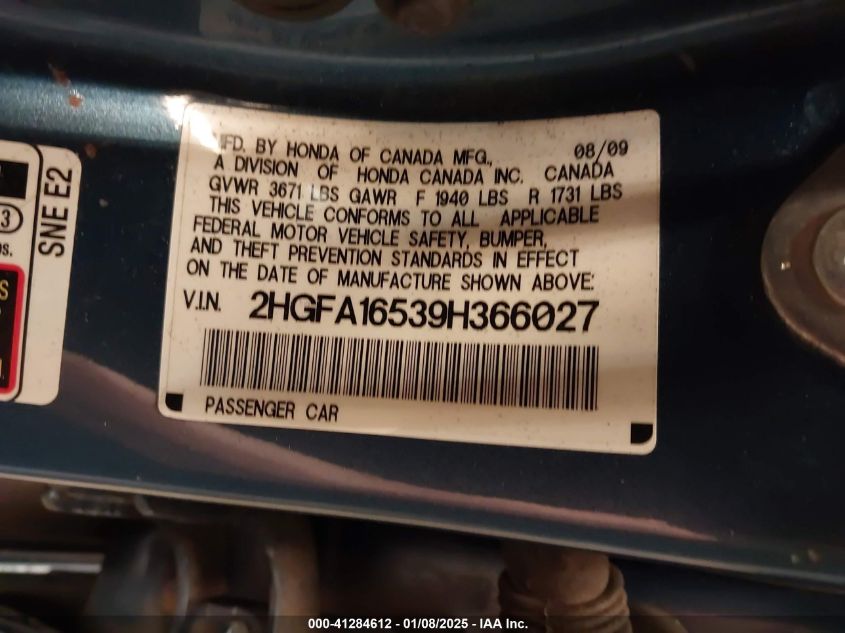 MFD. BY HONDA OF CANADA MFG., 08/09
A DIVISION OF HONDA CANADA INC. CANADA
GVWR 3671 LBS GAWR F 1940 LBS R 1731 LBS
THIS VEHICLE CONFORMS TO ALL APPLICABLE
FEDERAL MOTOR VEHICLE SAFETY, BUMPER,
AND THEFT PREVENTION STANDARDS IN EFFECT
ON THE DATE OF MANUFACTURE SHOWN ABOVE:
V.I.N. 2HGFA16539H366027
PASSENGER CAR
SNE E2
3
000-41284612 - 01/08/2025 - IAA Inc.